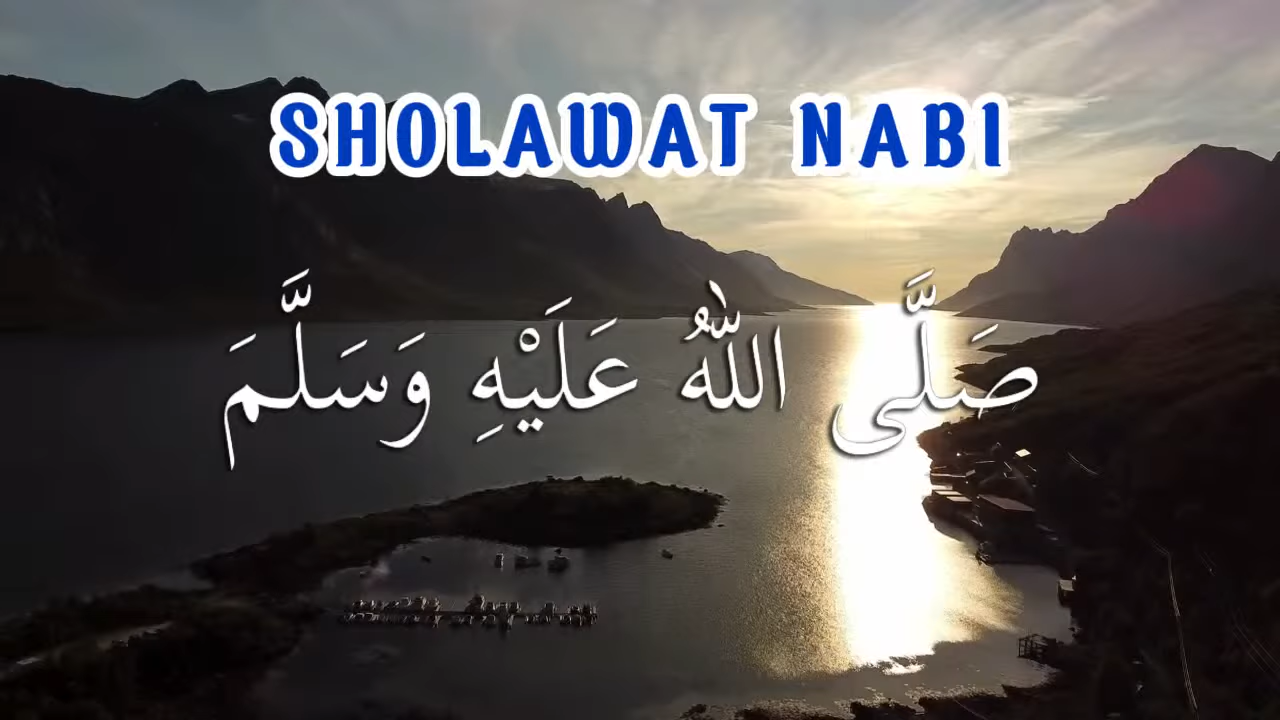 SHOLAWAT NABI
صَلَّى اللّٰهُ عَلَيْهِ وَسَلَّمَ